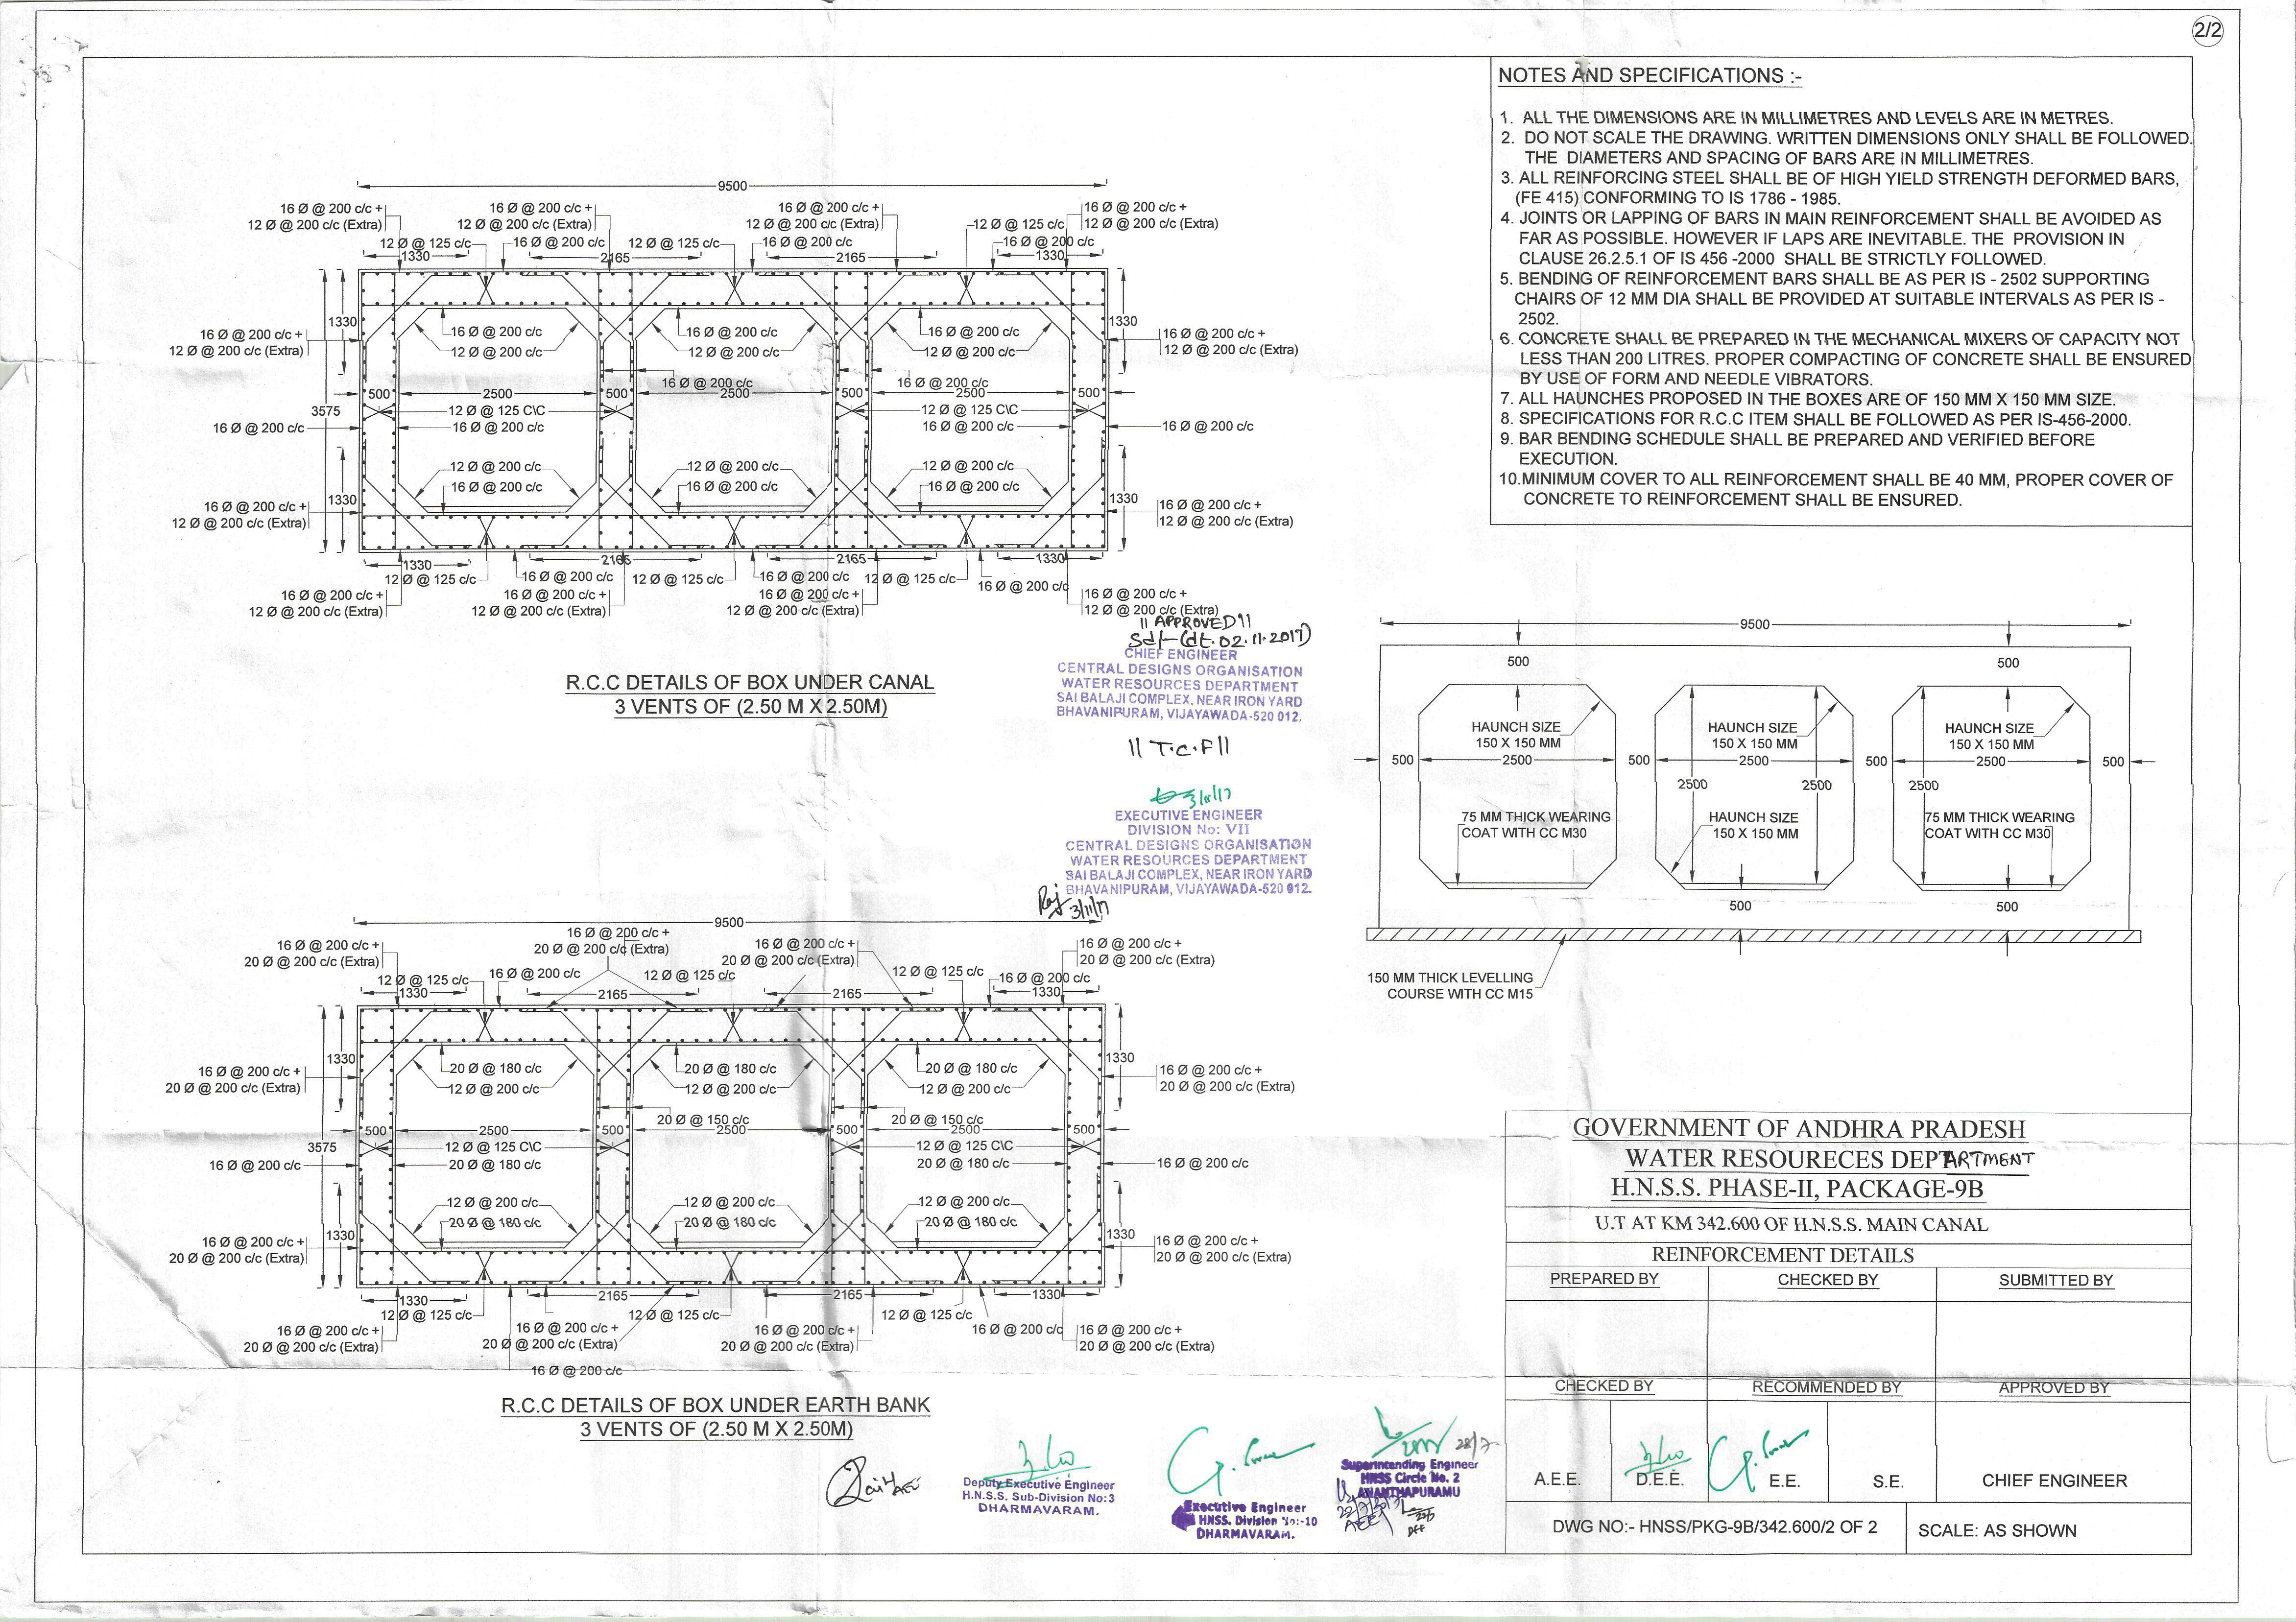 2/2
NOTES AND SPECIFICATIONS :-
1. ALL THE DIMENSIONS ARE IN MILLIMETRES AND LEVELS ARE IN METRES.
2. DO NOT SCALE THE DRAWING. WRITTEN DIMENSIONS ONLY SHALL BE FOLLOWED.
THE DIAMETERS AND SPACING OF BARS ARE IN MILLIMETRES.
3. ALL REINFORCING STEEL SHALL BE OF HIGH YIELD STRENGTH DEFORMED BARS,
(FE 415) CONFORMING TO IS 1786 - 1985.
4. JOINTS OR LAPPING OF BARS IN MAIN REINFORCEMENT SHALL BE AVOIDED AS
FAR AS POSSIBLE. HOWEVER IF LAPS ARE INEVITABLE. THE PROVISION IN
CLAUSE 26.2.5.1 OF IS 456 -2000 SHALL BE STRICTLY FOLLOWED.
5. BENDING OF REINFORCEMENT BARS SHALL BE AS PER IS - 2502 SUPPORTING
CHAIRS OF 12 MM DIA SHALL BE PROVIDED AT SUITABLE INTERVALS AS PER IS -
2502.
6. CONCRETE SHALL BE PREPARED IN THE MECHANICAL MIXERS OF CAPACITY NOT
LESS THAN 200 LITRES. PROPER COMPACTING OF CONCRETE SHALL BE ENSURED
BY USE OF FORM AND NEEDLE VIBRATORS.
7. ALL HAUNCHES PROPOSED IN THE BOXES ARE OF 150 MM X 150 MM SIZE.
8. SPECIFICATIONS FOR R.C.C ITEM SHALL BE FOLLOWED AS PER IS-456-2000.
9. BAR BENDING SCHEDULE SHALL BE PREPARED AND VERIFIED BEFORE
EXECUTION.
10.MINIMUM COVER TO ALL REINFORCEMENT SHALL BE 40 MM, PROPER COVER OF
CONCRETE TO REINFORCEMENT SHALL BE ENSURED.
9500
16 Ø @ 200 c/c + 16 Ø @ 200 c/c + 16 Ø @ 200 c/c + 16 Ø @ 200 c/c +
12 Ø @ 200 c/c (Extra) 12 Ø @ 200 c/c (Extra) 12 Ø @ 200 c/c (Extra) 12 Ø @ 125 c/c 12 Ø @ 200 c/c (Extra)
12 Ø @ 125 c/c 16 Ø @ 200 c/c 12 Ø @ 125 c/c 16 Ø @ 200 c/c 16 Ø @ 200 c/c
1330 2165 2165 1330
1330 1330
16 Ø @ 200 c/c + 16 Ø @ 200 c/c 16 Ø @ 200 c/c 16 Ø @ 200 c/c 16 Ø @ 200 c/c +
12 Ø @ 200 c/c (Extra) 12 Ø @ 200 c/c 12 Ø @ 200 c/c 12 Ø @ 200 c/c 12 Ø @ 200 c/c (Extra)
16 Ø @ 200 c/c 16 Ø @ 200 c/c
500 2500 500 2500 500 2500 500
3575 12 Ø @ 125 C\C 12 Ø @ 125 C\C
16 Ø @ 200 c/c 16 Ø @ 200 c/c 16 Ø @ 200 c/c 16 Ø @ 200 c/c
12 Ø @ 200 c/c 12 Ø @ 200 c/c 12 Ø @ 200 c/c
16 Ø @ 200 c/c 16 Ø @ 200 c/c 16 Ø @ 200 c/c
1330 1330
16 Ø @ 200 c/c + 16 Ø @ 200 c/c +
12 Ø @ 200 c/c (Extra) 12 Ø @ 200 c/c (Extra)
1330 2165 2165 1330
12 Ø @ 125 c/c 16 Ø @ 200 c/c 12 Ø @ 125 c/c 16 Ø @ 200 c/c 12 Ø @ 125 c/c 16 Ø @ 200 c/c
16 Ø @ 200 c/c + 16 Ø @ 200 c/c + 16 Ø @ 200 c/c + 16 Ø @ 200 c/c +
12 Ø @ 200 c/c (Extra) 12 Ø @ 200 c/c (Extra) 12 Ø @ 200 c/c (Extra) 12 Ø @ 200 c/c (Extra)
R.C.C DETAILS OF BOX UNDER CANAL
3 VENTS OF (2.50 M X 2.50M)
"APPROVED"
Sd/- (dt. 02.11.2017)
CHIEF ENGINEER
CENTRAL DESIGNS ORGANISATION
WATER RESOURCES DEPARTMENT
SAI BALAJI COMPLEX, NEAR IRON YARD
BHAVANIPURAM, VIJAYAWADA-520 012.
|| T.C.F ||
3/11/17
EXECUTIVE ENGINEER
DIVISION No: VII
CENTRAL DESIGNS ORGANISATION
WATER RESOURCES DEPARTMENT
SAI BALAJI COMPLEX, NEAR IRON YARD
BHAVANIPURAM, VIJAYAWADA-520 012.
3/11/17
9500
500 500
HAUNCH SIZE HAUNCH SIZE HAUNCH SIZE
150 X 150 MM 150 X 150 MM 150 X 150 MM
500 2500 500 2500 500 2500 500
2500 2500 2500
75 MM THICK WEARING HAUNCH SIZE 75 MM THICK WEARING
COAT WITH CC M30 150 X 150 MM COAT WITH CC M30
500 500
150 MM THICK LEVELLING
COURSE WITH CC M15
9500
16 Ø @ 200 c/c + 16 Ø @ 200 c/c + 16 Ø @ 200 c/c + 16 Ø @ 200 c/c +
20 Ø @ 200 c/c (Extra) 20 Ø @ 200 c/c (Extra) 20 Ø @ 200 c/c (Extra) 20 Ø @ 200 c/c (Extra)
12 Ø @ 125 c/c 16 Ø @ 200 c/c 12 Ø @ 125 c/c 12 Ø @ 125 c/c 16 Ø @ 200 c/c
1330 2165 2165 1330
1330 1330
16 Ø @ 200 c/c + 20 Ø @ 180 c/c 20 Ø @ 180 c/c 20 Ø @ 180 c/c 16 Ø @ 200 c/c +
20 Ø @ 200 c/c (Extra) 12 Ø @ 200 c/c 12 Ø @ 200 c/c 12 Ø @ 200 c/c 20 Ø @ 200 c/c (Extra)
20 Ø @ 150 c/c 20 Ø @ 150 c/c
500 2500 500 2500 500 2500 500
3575 12 Ø @ 125 C\C 12 Ø @ 125 C\C
16 Ø @ 200 c/c 20 Ø @ 180 c/c 20 Ø @ 180 c/c 16 Ø @ 200 c/c
12 Ø @ 200 c/c 12 Ø @ 200 c/c 12 Ø @ 200 c/c
20 Ø @ 180 c/c 20 Ø @ 180 c/c 20 Ø @ 180 c/c
1330 1330
16 Ø @ 200 c/c + 16 Ø @ 200 c/c +
20 Ø @ 200 c/c (Extra) 20 Ø @ 200 c/c (Extra)
1330 2165 2165 1330
12 Ø @ 125 c/c 12 Ø @ 125 c/c 12 Ø @ 125 c/c
16 Ø @ 200 c/c + 16 Ø @ 200 c/c + 16 Ø @ 200 c/c + 16 Ø @ 200 c/c 16 Ø @ 200 c/c +
20 Ø @ 200 c/c (Extra) 20 Ø @ 200 c/c (Extra) 20 Ø @ 200 c/c (Extra) 20 Ø @ 200 c/c (Extra)
16 Ø @ 200 c/c
R.C.C DETAILS OF BOX UNDER EARTH BANK
3 VENTS OF (2.50 M X 2.50M)
Deputy Executive Engineer
H.N.S.S. Sub-Division No:3
DHARMAVARAM.
Executive Engineer
HNSS. Division No:-10
DHARMAVARAM.
28/7
Superintending Engineer
HNSS Circle No. 2
ANANTHAPURAMU
AEE
DEE
GOVERNMENT OF ANDHRA PRADESH
WATER RESOURECES DEPTARTMENT
H.N.S.S. PHASE-II, PACKAGE-9B
U.T AT KM 342.600 OF H.N.S.S. MAIN CANAL
REINFORCEMENT DETAILS
PREPARED BY CHECKED BY SUBMITTED BY
CHECKED BY RECOMMENDED BY APPROVED BY
A.E.E. D.E.E. E.E. S.E. CHIEF ENGINEER
DWG NO:- HNSS/PKG-9B/342.600/2 OF 2 SCALE: AS SHOWN